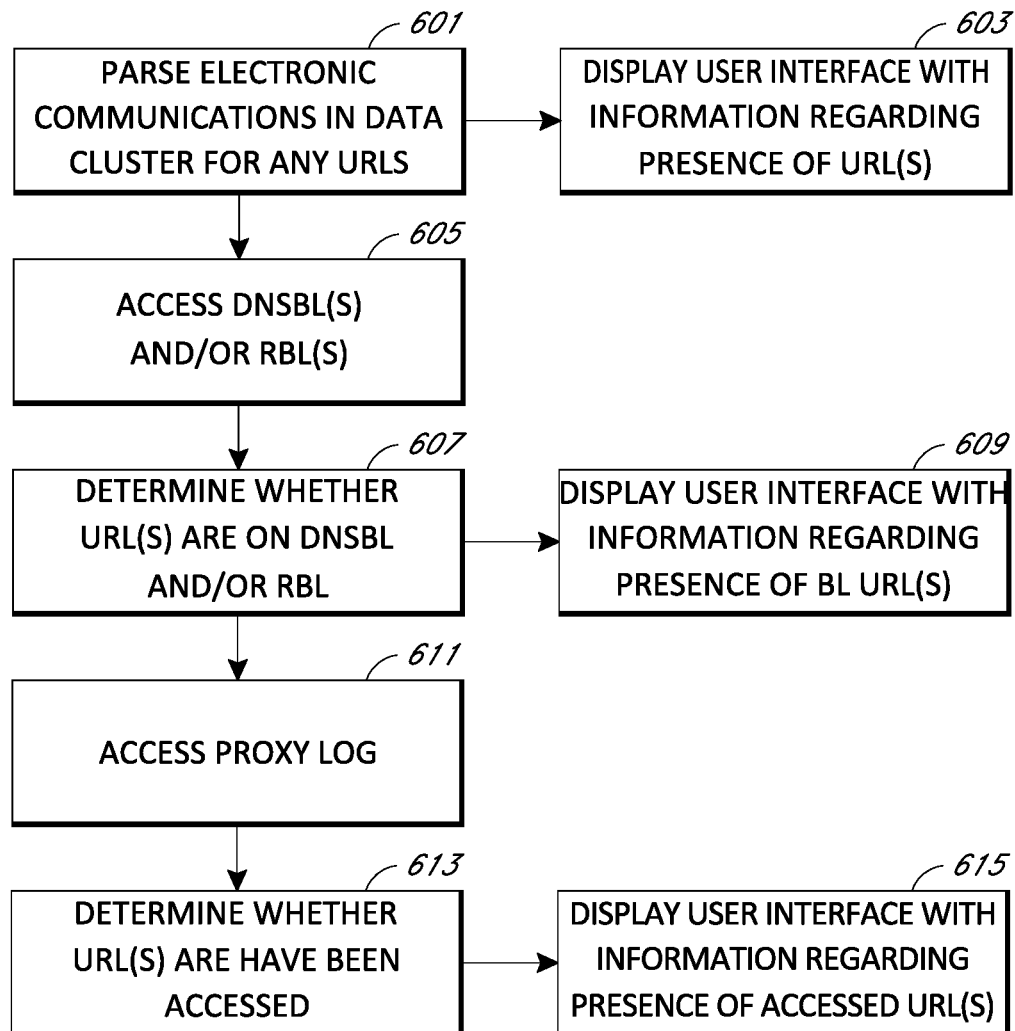 601
PARSE ELECTRONIC
COMMUNICATIONS IN DATA
CLUSTER FOR ANY URLS
603
DISPLAY USER INTERFACE WITH
INFORMATION REGARDING
PRESENCE OF URL(S)
605
ACCESS DNSBL(S)
AND/OR RBL(S)
607
DETERMINE WHETHER
URL(S) ARE ON DNSBL
AND/OR RBL
609
DISPLAY USER INTERFACE WITH
INFORMATION REGARDING
PRESENCE OF BL URL(S)
611
ACCESS PROXY LOG
613
DETERMINE WHETHER
URL(S) ARE HAVE BEEN
ACCESSED
615
DISPLAY USER INTERFACE WITH
INFORMATION REGARDING
PRESENCE OF ACCESSED URL(S)